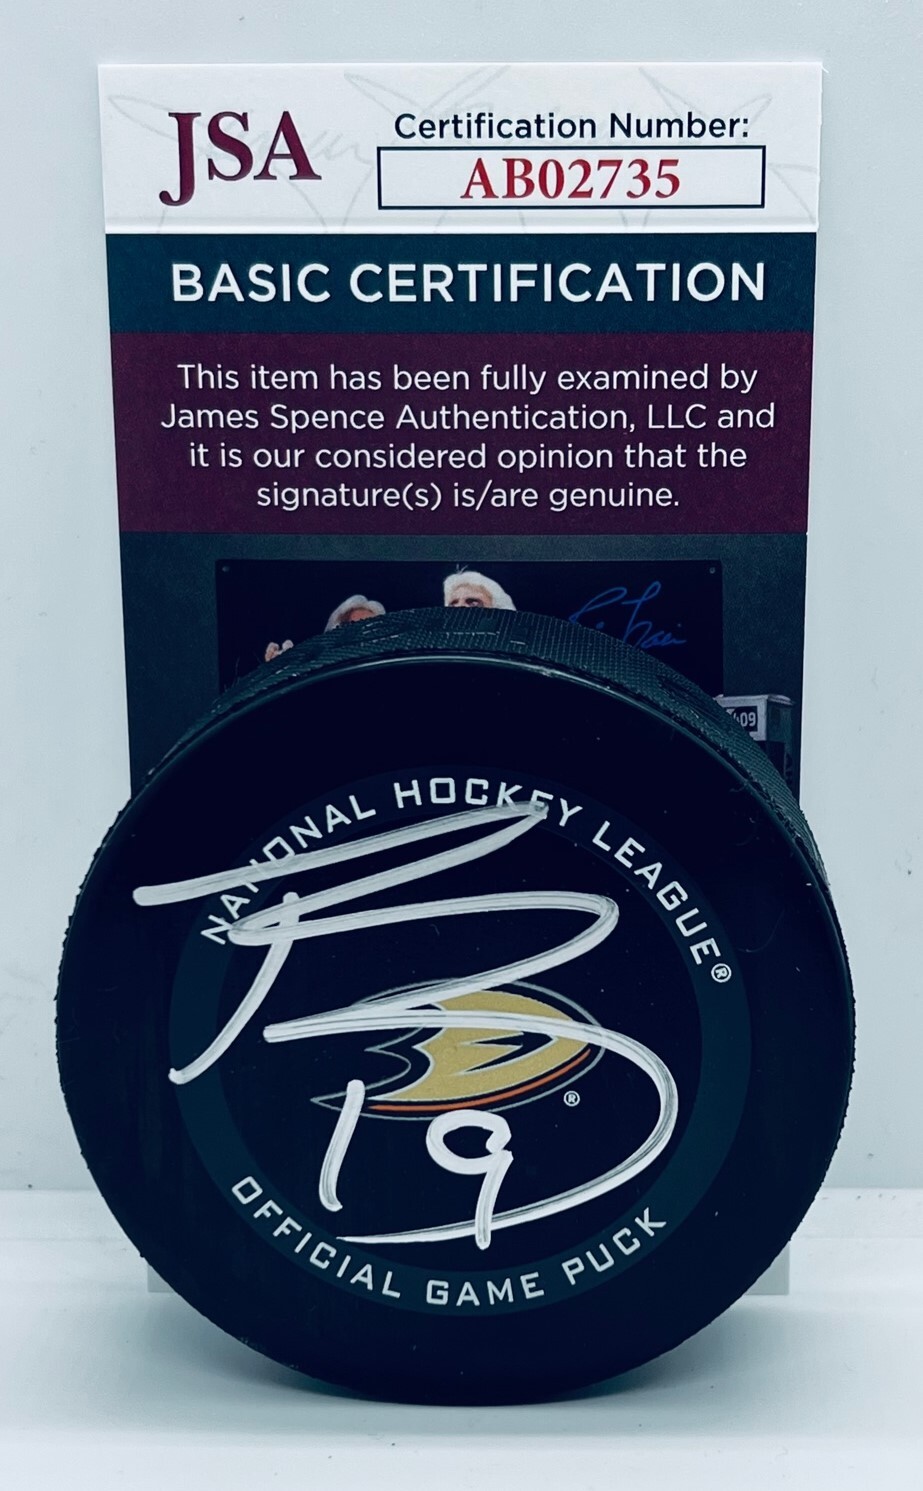 JSA
Certification Number:
AB02735
BASIC CERTIFICATION
This item has been fully examined by
James Spence Authentication, LLC and
it is our considered opinion that the
signature(s) is/are genuine.
409
NATIONAL HOCKEY LEAGUE®
®
19
OFFICIAL GAME PUCK